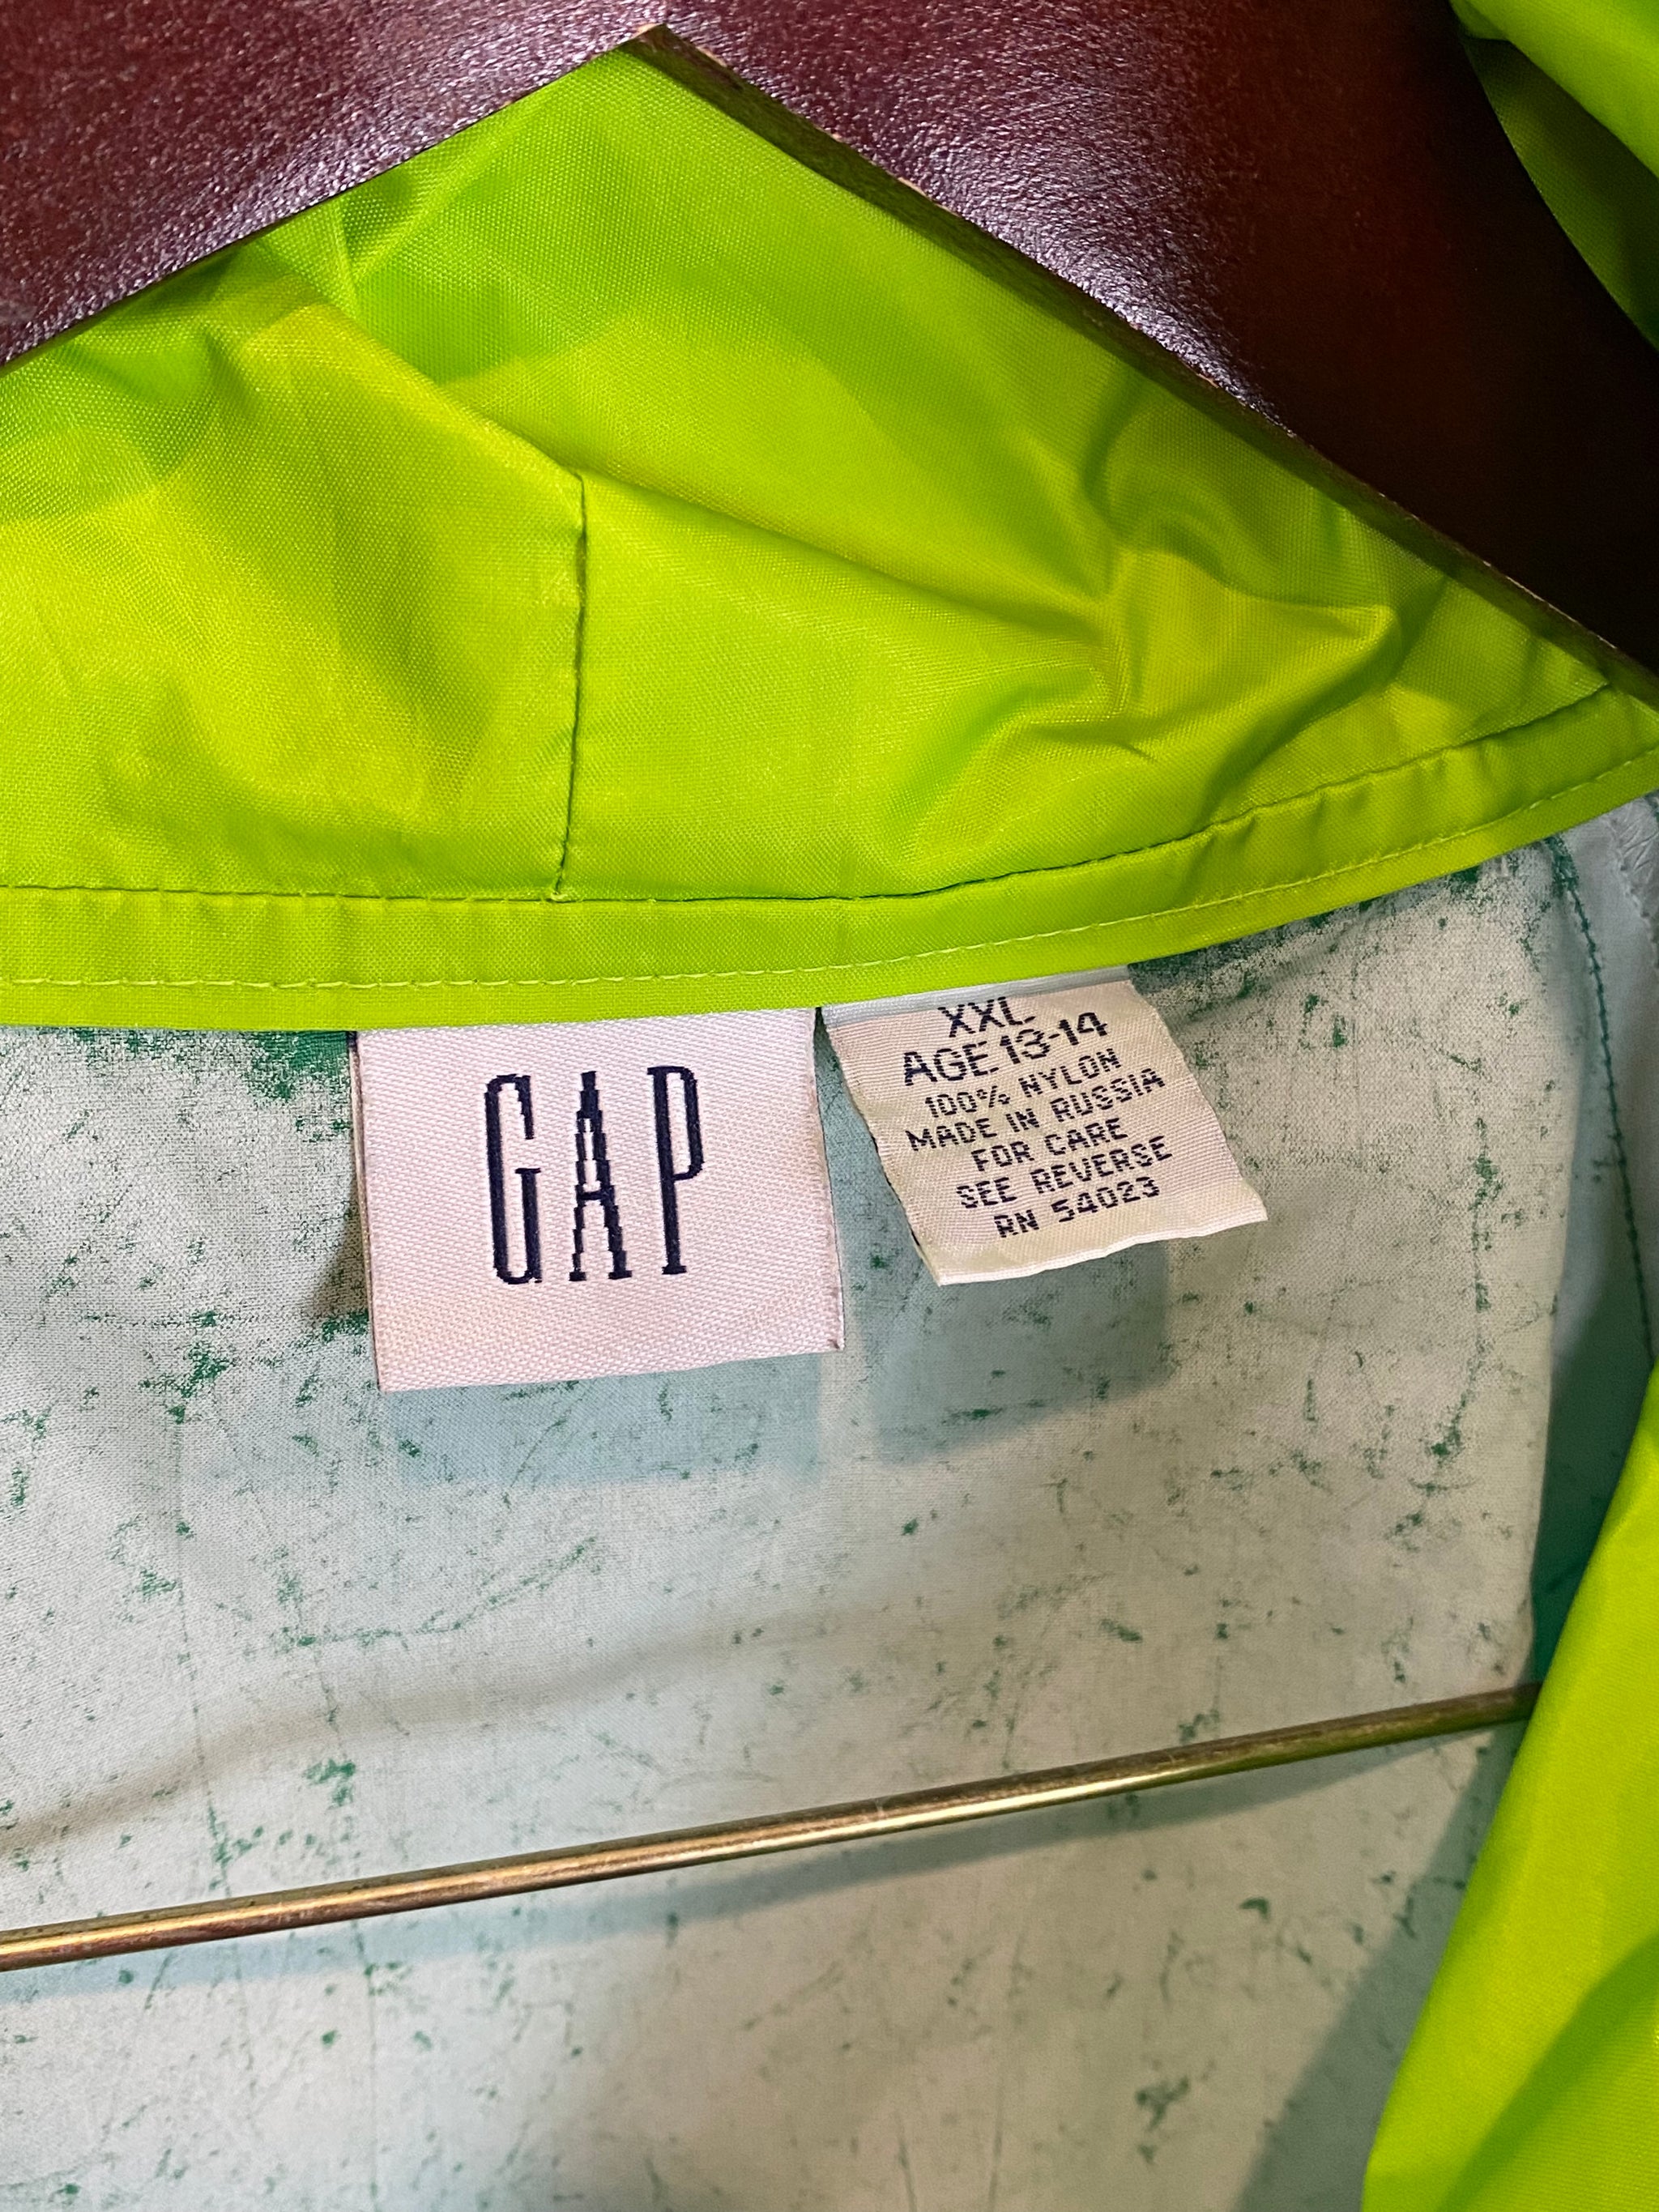 GAP
XXL
AGE 13-14
100% NYLON
MADE IN RUSSIA
FOR CARE
SEE REVERSE
RN 54023